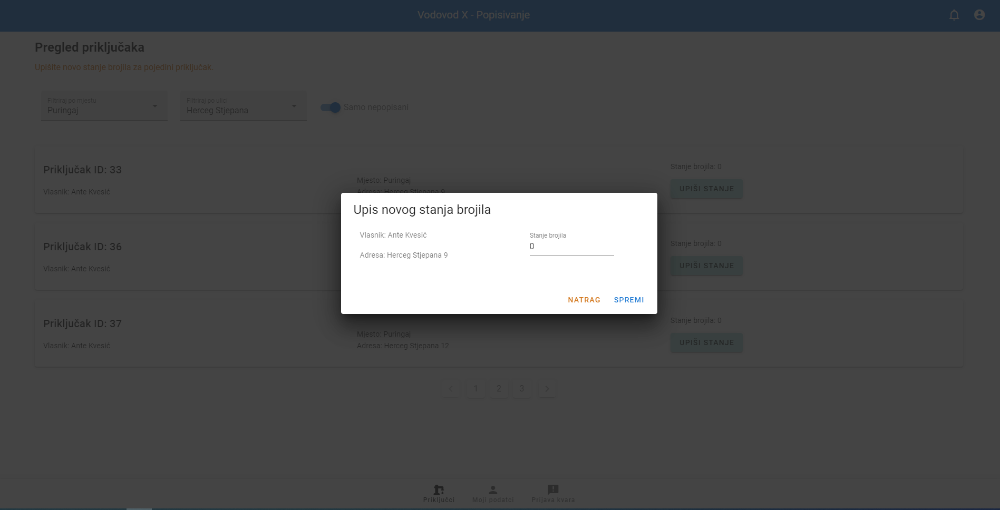 Vodovod X - Popisivanje
Pregled priključaka
Upišite novo stanje brojila za pojedini priključak.
Filtriraj po mjestu
Puringaj
Filtriraj po ulici
Herceg Stjepana
Samo nepopisani
Priključak ID: 33
Vlasnik: Ante Kvesić
Mjesto: Puringaj
Adresa: Herceg Stjepana 9
Stanje brojila: 0
UPIŠI STANJE
Upis novog stanja brojila
Vlasnik: Ante Kvesić
Adresa: Herceg Stjepana 9
Stanje brojila
0
NATRAG SPREMI
Priključak ID: 36
Vlasnik: Ante Kvesić
Stanje brojila: 0
UPIŠI STANJE
Priključak ID: 37
Vlasnik: Ante Kvesić
Mjesto: Puringaj
Adresa: Herceg Stjepana 12
Stanje brojila: 0
UPIŠI STANJE
1 2 3
Priključci Moji podatci Prijava kvara